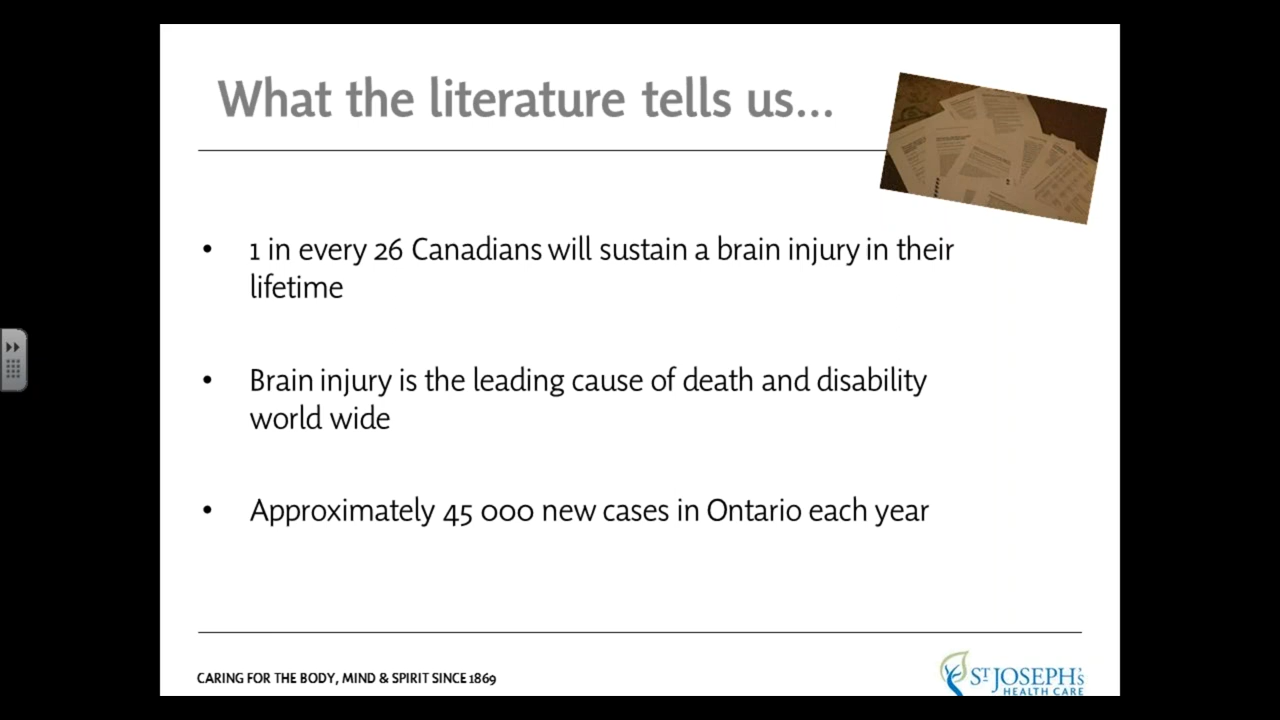 What the literature tells us...
• 1 in every 26 Canadians will sustain a brain injury in their
lifetime
• Brain injury is the leading cause of death and disability
world wide
• Approximately 45 000 new cases in Ontario each year
CARING FOR THE BODY, MIND & SPIRIT SINCE 1869
ST JOSEPH's
HEALTH CARE